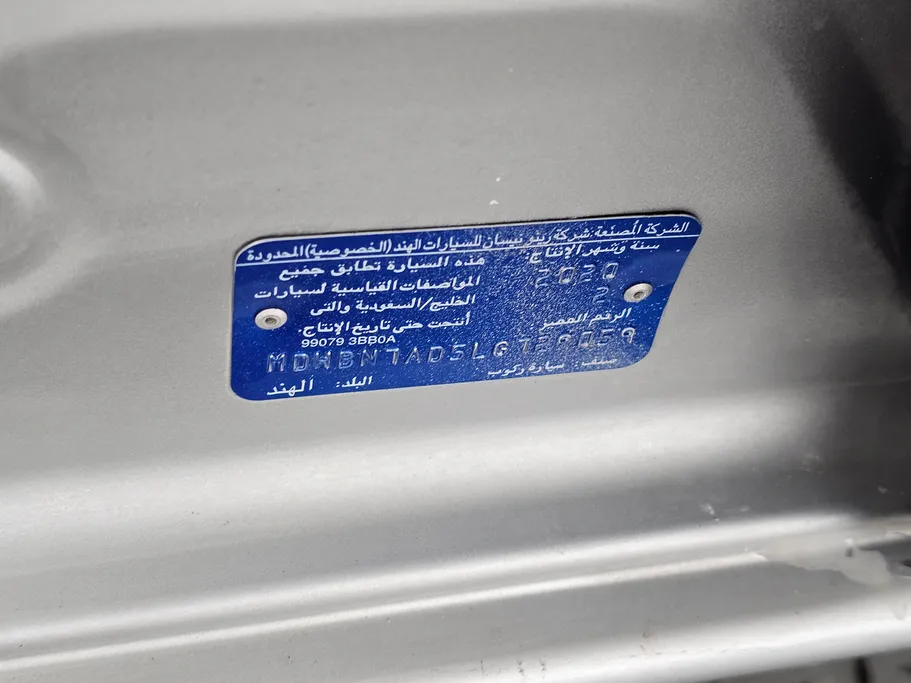 الشركة المصنعة: شركة رينو نيسان للسيارات الهند (الخصوصية) المحدودة
سنة وشهر الإنتاج:
2020
2
هذه السيارة تطابق جميع
المواصفات القياسية لسيارات
الخليج/السعودية والتى
أنتجت حتى تاريخ الإنتاج.
99079 3BB0A
الرقم المميز
صنف: سيارة ركوب
البلد: الهند